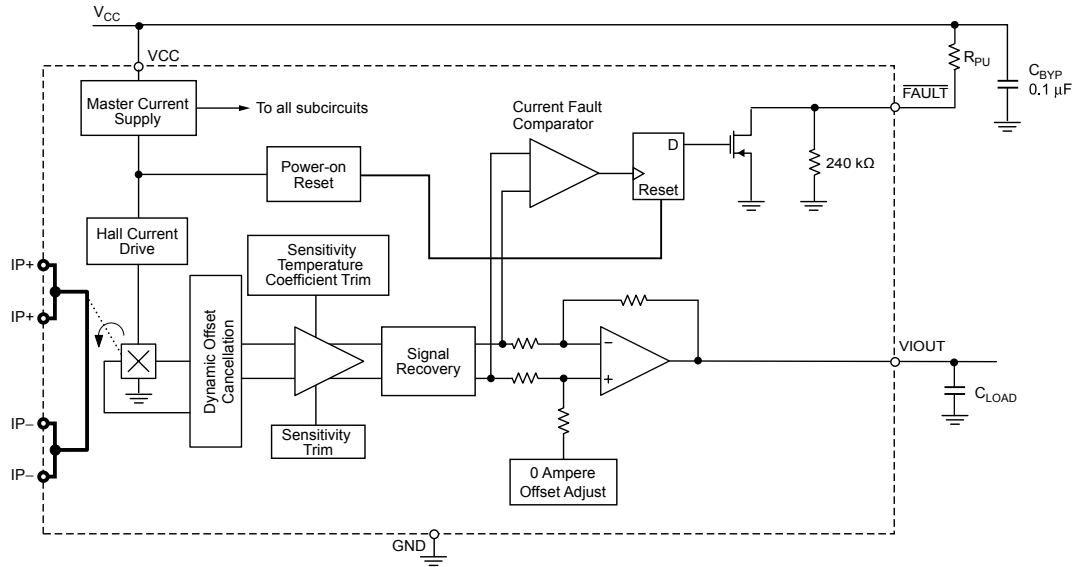 VCC
VCC
Master Current
Supply
To all subcircuits
RPU
CBYP
0.1 µF
FAULT
Current Fault
Comparator
D
Reset
240 kΩ
Power-on
Reset
Hall Current
Drive
IP+
IP+
IP−
IP−
Sensitivity
Temperature
Coefficient Trim
Dynamic Offset
Cancellation
Signal
Recovery
Sensitivity
Trim
−
+
VIOUT
CLOAD
0 Ampere
Offset Adjust
GND